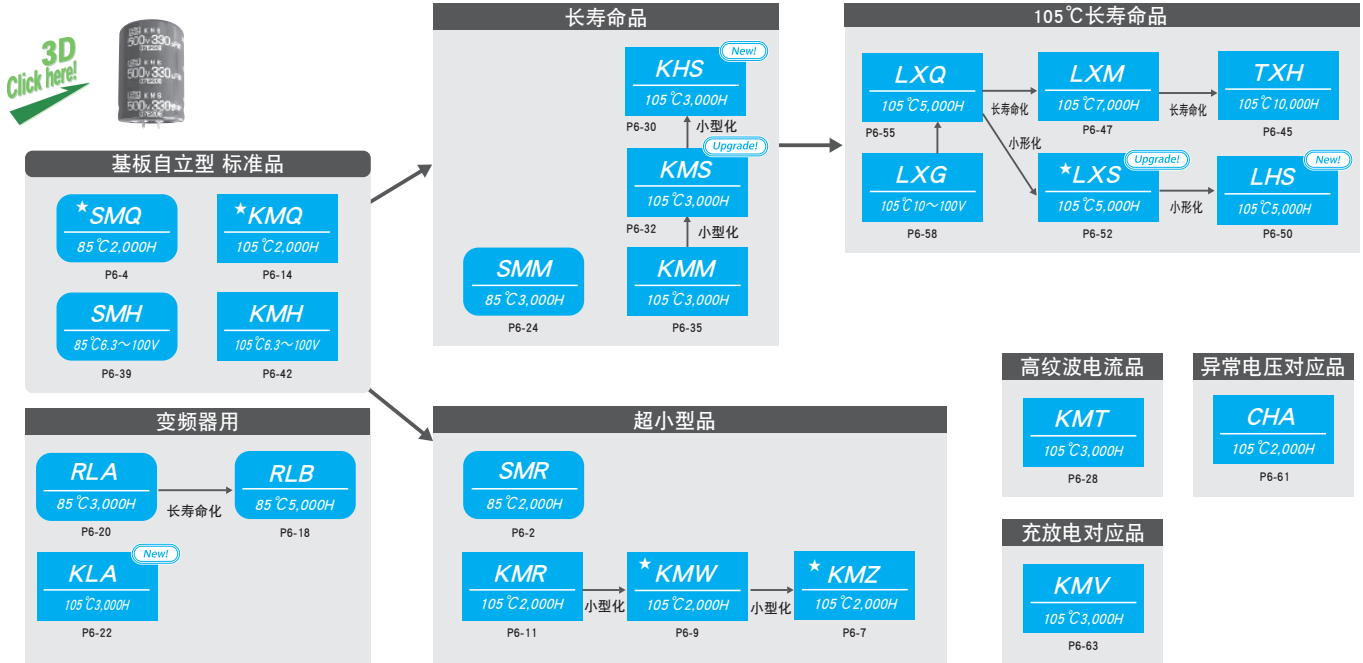 3D
Click here!
500V330µF
500V330µF
500V330µF
基板自立型 标准品
★SMQ
85℃2,000H
P6-4
★KMQ
105℃2,000H
P6-14
SMH
85℃6.3～100V
P6-39
KMH
105℃6.3～100V
P6-42
变频器用
RLA
85℃3,000H
P6-20
长寿命化
RLB
85℃5,000H
P6-18
New!
KLA
105℃3,000H
P6-22
长寿命品
New!
KHS
105℃3,000H
P6-30
小型化
Upgrade!
KMS
105℃3,000H
P6-32
小型化
KMM
105℃3,000H
P6-35
SMM
85℃3,000H
P6-24
超小型品
SMR
85℃2,000H
P6-2
KMR
105℃2,000H
P6-11
小型化
★KMW
105℃2,000H
P6-9
小型化
★KMZ
105℃2,000H
P6-7
105℃长寿命品
LXQ
105℃5,000H
P6-55
长寿命化
LXM
105℃7,000H
P6-47
长寿命化
TXH
105℃10,000H
P6-45
小形化
LXG
105℃10～100V
P6-58
Upgrade!
★LXS
105℃5,000H
P6-52
小形化
New!
LHS
105℃5,000H
P6-50
高纹波电流品
KMT
105℃3,000H
P6-28
异常电压对应品
CHA
105℃2,000H
P6-61
充放电对应品
KMV
105℃3,000H
P6-63